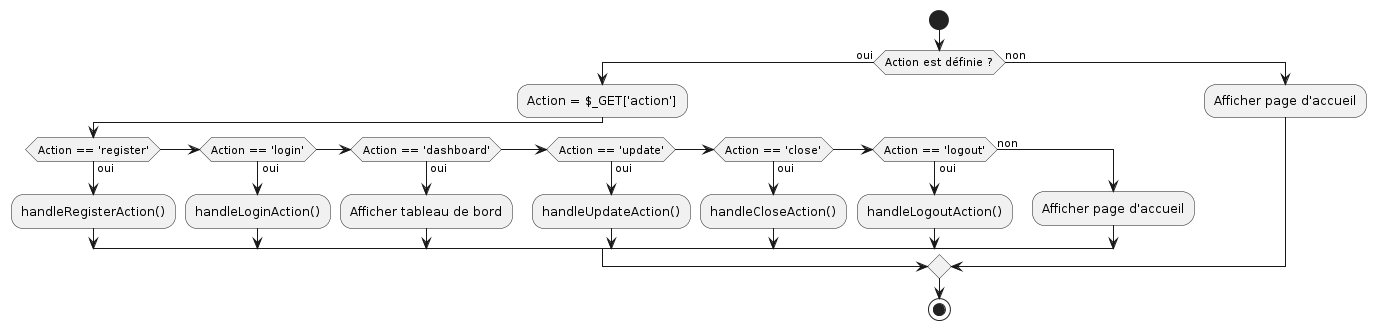 oui
Action est définie ?
non
Action = $_GET['action']
Afficher page d'accueil
Action == 'register'
Action == 'login'
Action == 'dashboard'
Action == 'update'
Action == 'close'
Action == 'logout'
non
oui
oui
oui
oui
oui
oui
handleRegisterAction()
handleLoginAction()
Afficher tableau de bord
handleUpdateAction()
handleCloseAction()
handleLogoutAction()
Afficher page d'accueil